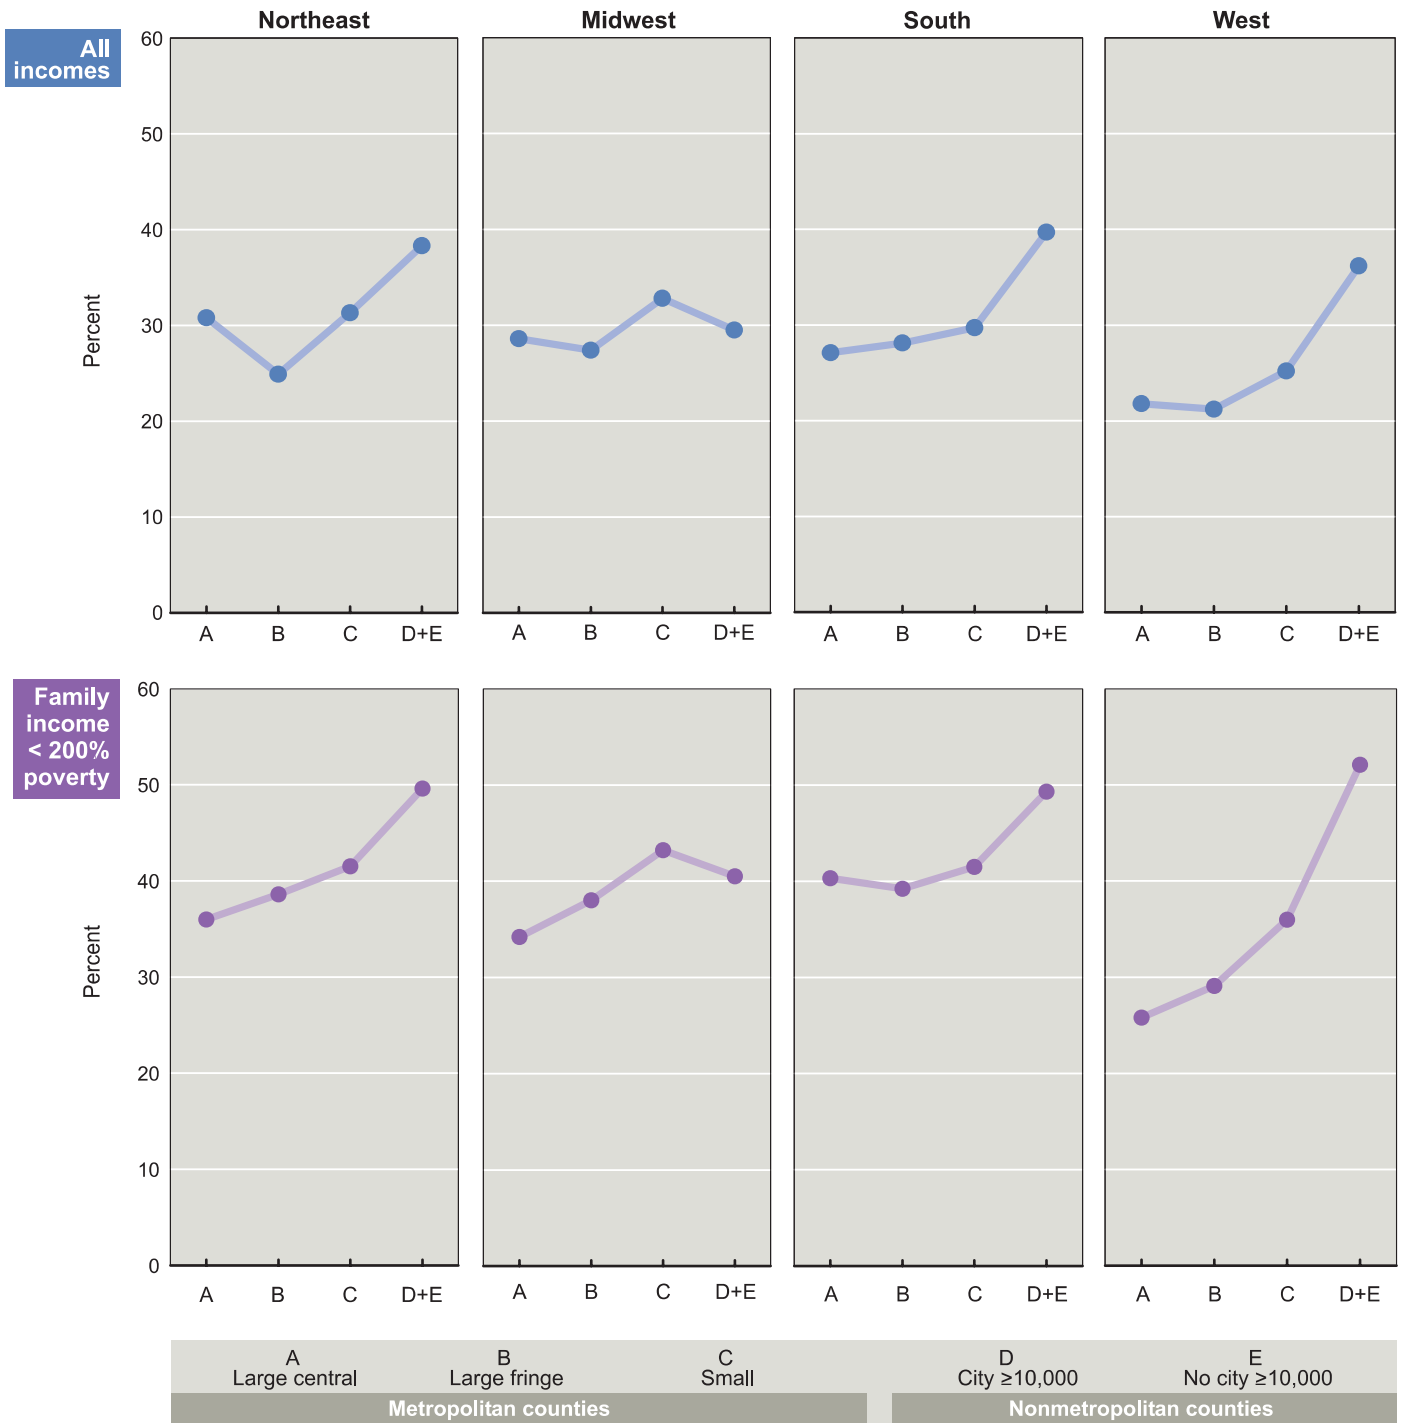 Northeast
Midwest
South
West
All
incomes
60
50
40
30
20
10
0
Percent
A B C D+E
A B C D+E
A B C D+E
A B C D+E
Family
income
< 200%
poverty
60
50
40
30
20
10
0
Percent
A B C D+E
A B C D+E
A B C D+E
A B C D+E
A
Large central
B
Large fringe
C
Small
D
City ≥10,000
E
No city ≥10,000
Metropolitan counties
Nonmetropolitan counties